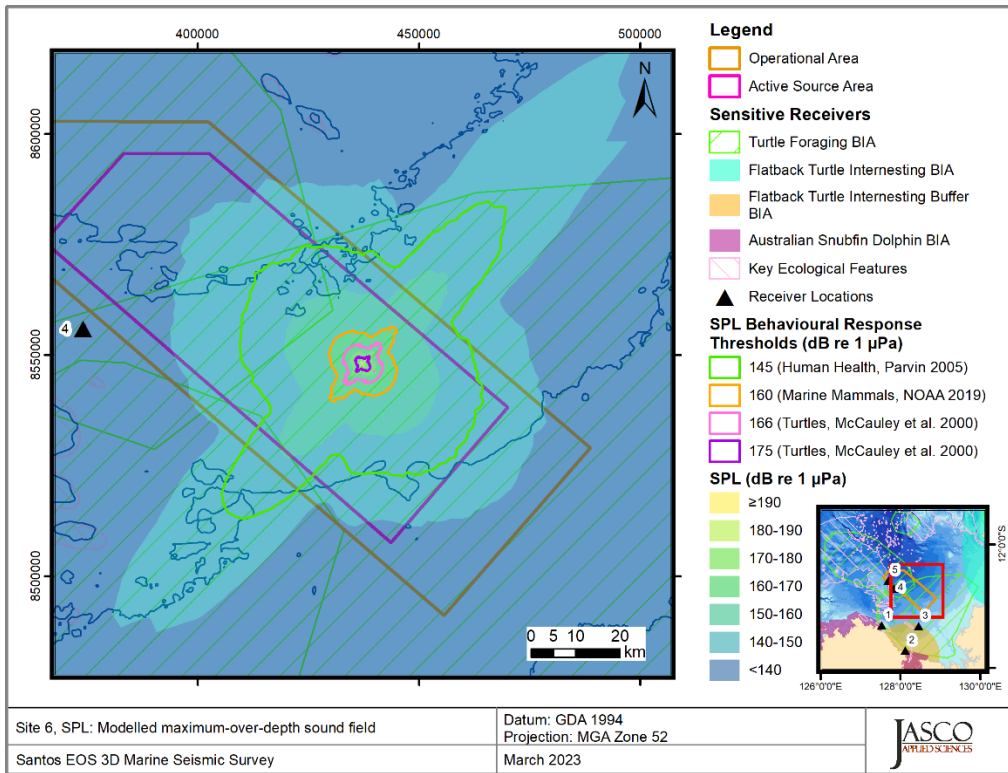 400000
450000
500000
8600000
8550000
8500000
N
4
0 5 10 20
km
Legend
Operational Area
Active Source Area
Sensitive Receivers
Turtle Foraging BIA
Flatback Turtle Internesting BIA
Flatback Turtle Internesting Buffer
BIA
Australian Snubfin Dolphin BIA
Key Ecological Features
Receiver Locations
SPL Behavioural Response
Thresholds (dB re 1 µPa)
145 (Human Health, Parvin 2005)
160 (Marine Mammals, NOAA 2019)
166 (Turtles, McCauley et al. 2000)
175 (Turtles, McCauley et al. 2000)
SPL (dB re 1 µPa)
≥190
180-190
170-180
160-170
150-160
140-150
<140
5
4
1
3
2
12°0'0"S
126°0'0"E
128°0'0"E
130°0'0"E
Site 6, SPL: Modelled maximum-over-depth sound field
Datum: GDA 1994
Projection: MGA Zone 52
Santos EOS 3D Marine Seismic Survey
March 2023
JASCO
APPLIED SCIENCES